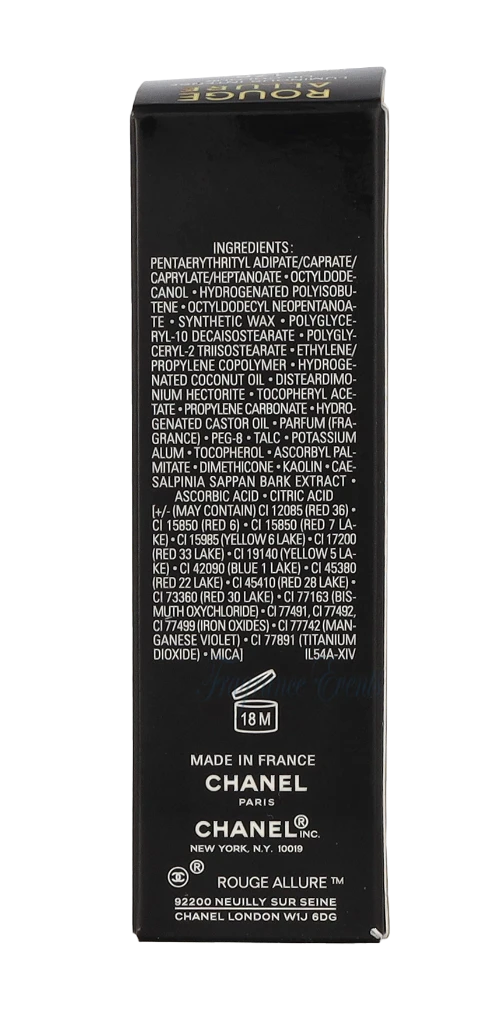 LUMINOUS INTENSE
ROUGE
ALLURE
INGREDIENTS:
PENTAERYTHRITYL ADIPATE/CAPRATE/
CAPRYLATE/HEPTANOATE • OCTYLDODE-
CANOL • HYDROGENATED POLYISOBU-
TENE • OCTYLDODECYL NEOPENTANOA-
TE • SYNTHETIC WAX • POLYGLYCE-
RYL-10 DECAISOSTEARATE • POLYGLY-
CERYL-2 TRIISOSTEARATE • ETHYLENE/
PROPYLENE COPOLYMER • HYDROGE-
NATED COCONUT OIL • DISTEARDIMO-
NIUM HECTORITE • TOCOPHERYL ACE-
TATE • PROPYLENE CARBONATE • HYDRO-
GENATED CASTOR OIL • PARFUM (FRA-
GRANCE) • PEG-8 • TALC • POTASSIUM
ALUM • TOCOPHEROL • ASCORBYL PAL-
MITATE • DIMETHICONE • KAOLIN • CAE-
SALPINIA SAPPAN BARK EXTRACT •
ASCORBIC ACID • CITRIC ACID
[+/- (MAY CONTAIN) CI 12085 (RED 36) •
CI 15850 (RED 6) • CI 15850 (RED 7 LA-
KE) • CI 15985 (YELLOW 6 LAKE) • CI 17200
(RED 33 LAKE) • CI 19140 (YELLOW 5 LA-
KE) • CI 42090 (BLUE 1 LAKE) • CI 45380
(RED 22 LAKE) • CI 45410 (RED 28 LAKE) •
CI 73360 (RED 30 LAKE) • CI 77163 (BIS-
MUTH OXYCHLORIDE) • CI 77491, CI 77492,
CI 77499 (IRON OXIDES) • CI 77742 (MAN-
GANESE VIOLET) • CI 77891 (TITANIUM
DIOXIDE) • MICA] IL54A-XIV
18 M
MADE IN FRANCE
CHANEL
PARIS
CHANEL® INC.
NEW YORK, N.Y. 10019
® ROUGE ALLURE ™
92200 NEUILLY SUR SEINE
CHANEL LONDON W1J 6DG